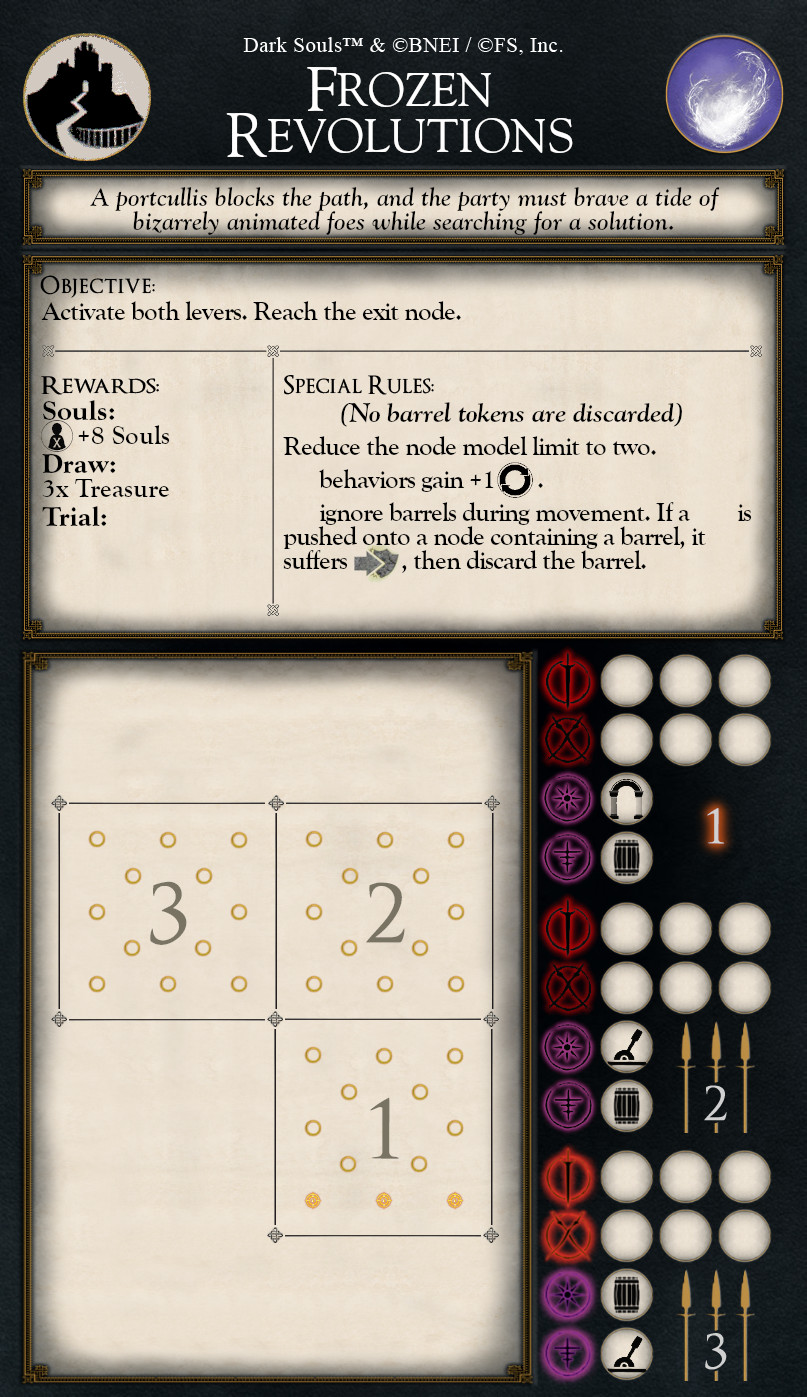 Dark Souls™ & ©BNEI / ©FS, Inc.
FROZEN
REVOLUTIONS
A portcullis blocks the path, and the party must brave a tide of
bizarrely animated foes while searching for a solution.
OBJECTIVE:
Activate both levers. Reach the exit node.
REWARDS:
Souls:
X +8 Souls
Draw:
3x Treasure
Trial:
SPECIAL RULES:
(No barrel tokens are discarded)
Reduce the node model limit to two.
behaviors gain +1 .
ignore barrels during movement. If a is
pushed onto a node containing a barrel, it
suffers , then discard the barrel.
3
2
1
1
2
3